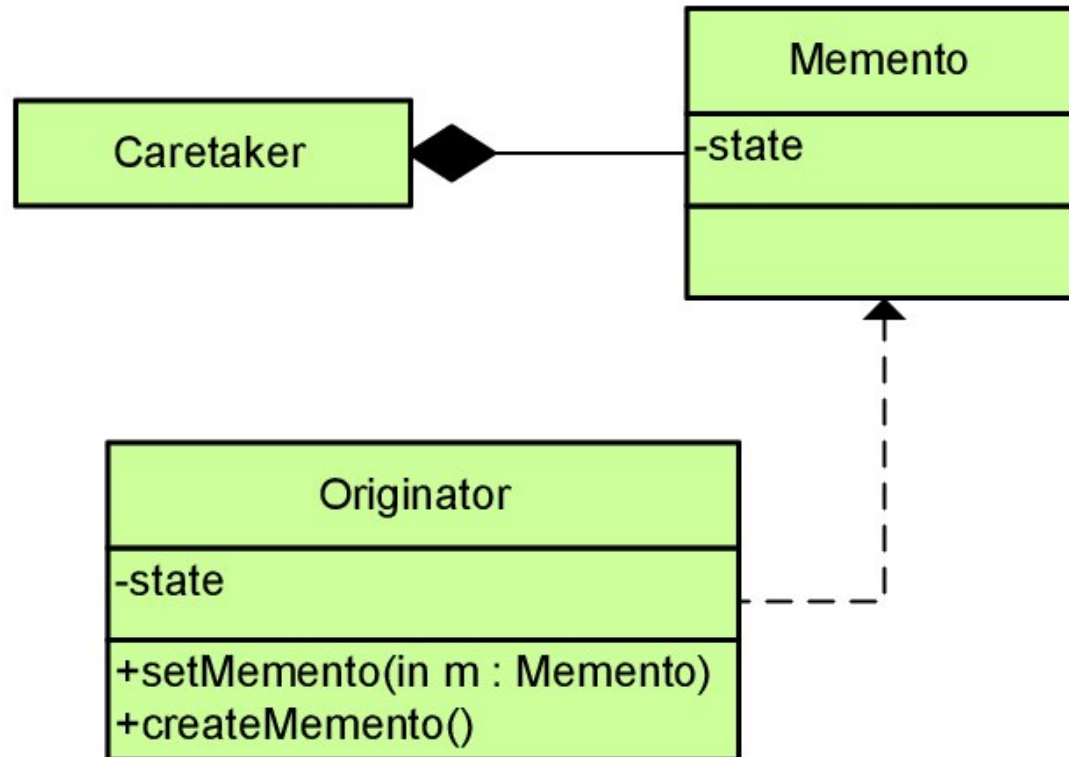 Memento
Caretaker
-state
Originator
-state
+setMemento(in m : Memento)
+createMemento()